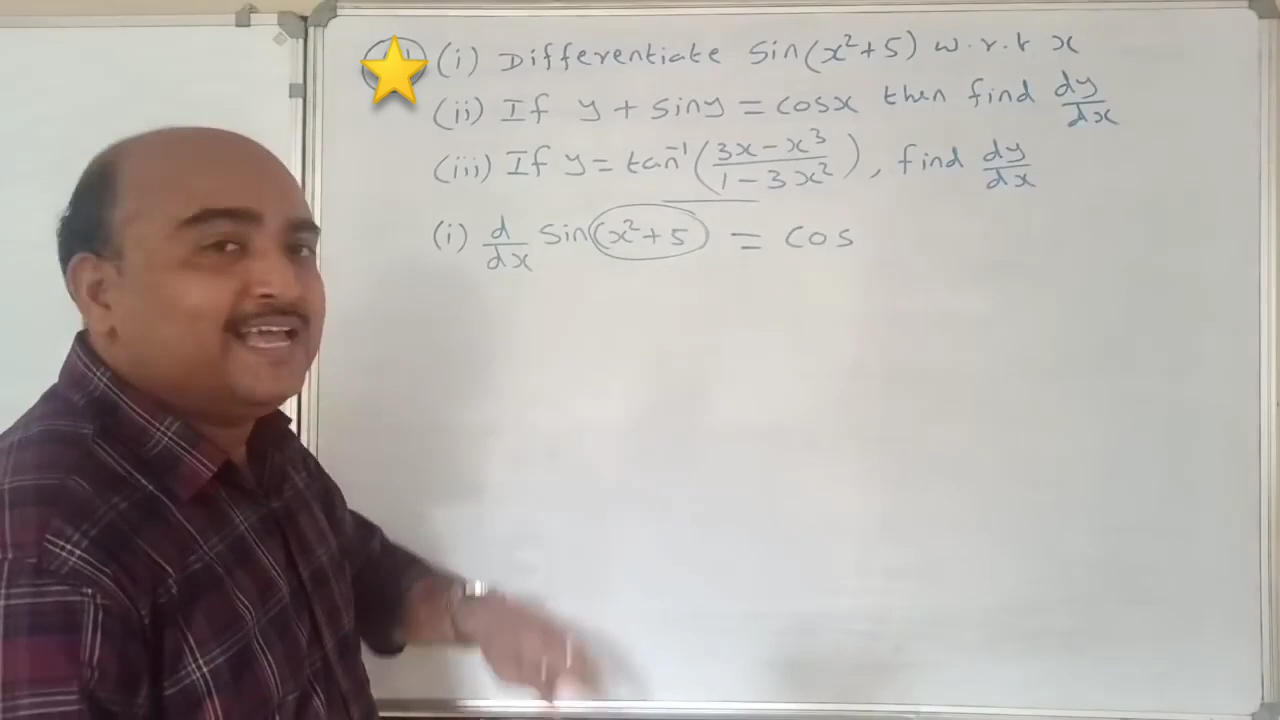 (i) Differentiate sin(x²+5) w.r.t x
(ii) If y + siny = cosx then find dy/dx
(iii) If y = tan⁻¹((3x-x³)/(1-3x²)), find dy/dx
(i) d/dx sin(x²+5) = cos